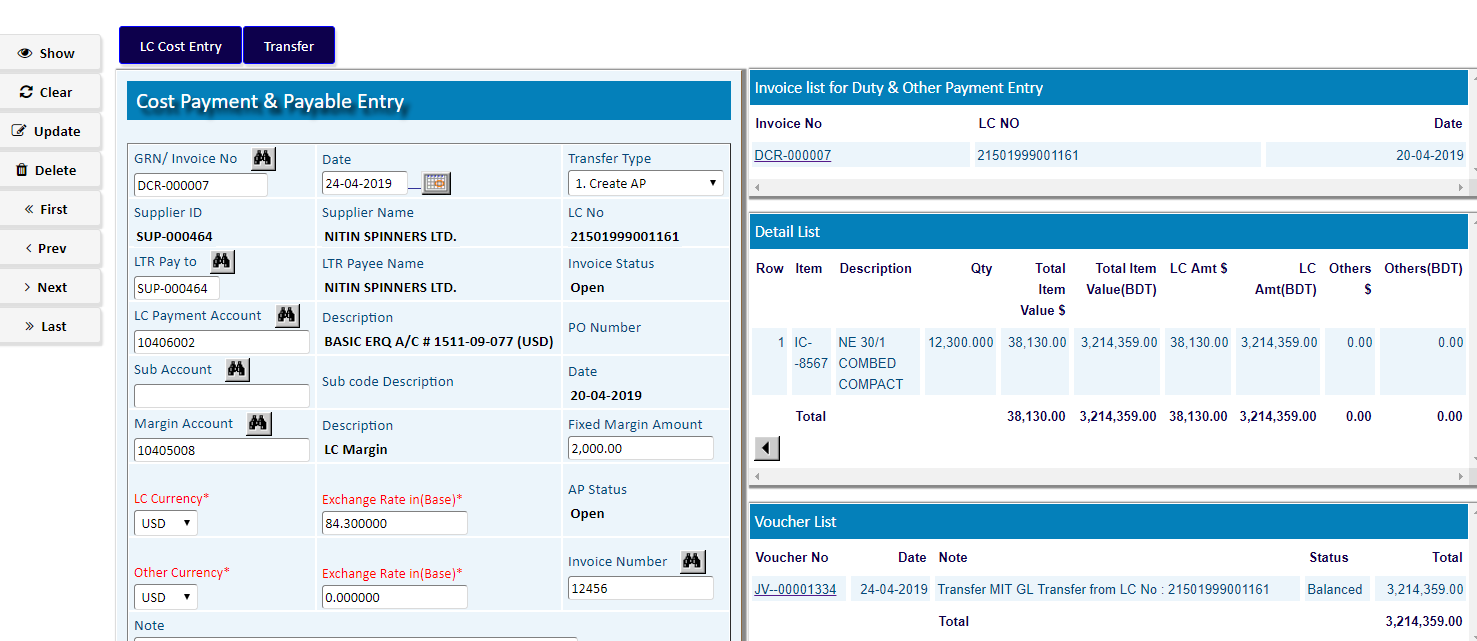 LC Cost Entry
Transfer
Show
Clear
Update
Delete
First
Prev
Next
Last
Cost Payment & Payable Entry
GRN/ Invoice No
Date
Transfer Type
DCR-000007
24-04-2019
1. Create AP
Supplier ID
Supplier Name
LC No
SUP-000464
NITIN SPINNERS LTD.
21501999001161
LTR Pay to
LTR Payee Name
Invoice Status
SUP-000464
NITIN SPINNERS LTD.
Open
LC Payment Account
Description
PO Number
10406002
BASIC ERQ A/C # 1511-09-077 (USD)
Sub Account
Sub code Description
Date
20-04-2019
Margin Account
Description
Fixed Margin Amount
10405008
LC Margin
2,000.00
LC Currency*
Exchange Rate in(Base)*
AP Status
USD
84.300000
Open
Other Currency*
Exchange Rate in(Base)*
Invoice Number
USD
0.000000
12456
Note
Invoice list for Duty & Other Payment Entry
Invoice No LC NO Date
DCR-000007 21501999001161 20-04-2019
Detail List
Row Item Description Qty Total Item Value $ Total Item Value(BDT) LC Amt $ LC Amt(BDT) Others $ Others(BDT)
1 IC--8567 NE 30/1 COMBED COMPACT 12,300.000 38,130.00 3,214,359.00 38,130.00 3,214,359.00 0.00 0.00
Total 38,130.00 3,214,359.00 38,130.00 3,214,359.00 0.00 0.00
Voucher List
Voucher No Date Note Status Total
JV--00001334 24-04-2019 Transfer MIT GL Transfer from LC No : 21501999001161 Balanced 3,214,359.00
Total 3,214,359.00